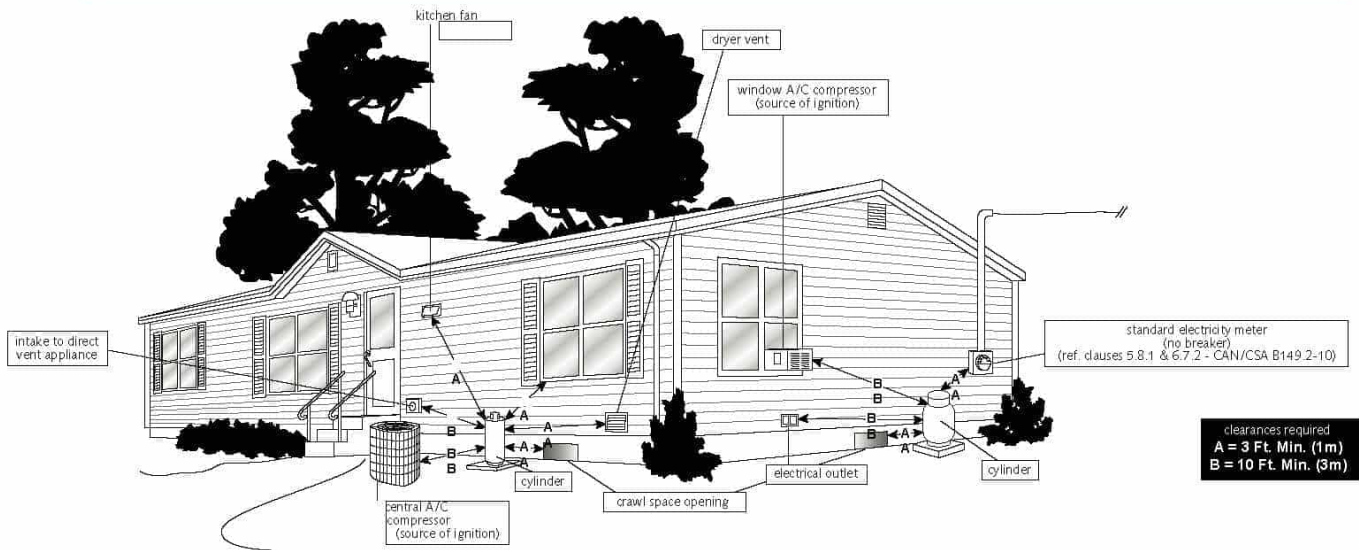 kitchen fan
dryer vent
window A/C compressor
(source of ignition)
intake to direct
vent appliance
standard electricity meter
(no breaker)
(ref. clauses 5.8.1 & 6.7.2 - CAN/CSA B149.2-10)
A
A
A
A
A
A
B
B
B
B
B
B
B
A
A
A
A
clearances required
A = 3 Ft. Min. (1m)
B = 10 Ft. Min. (3m)
cylinder
electrical outlet
cylinder
crawl space opening
central A/C
compressor
(source of ignition)